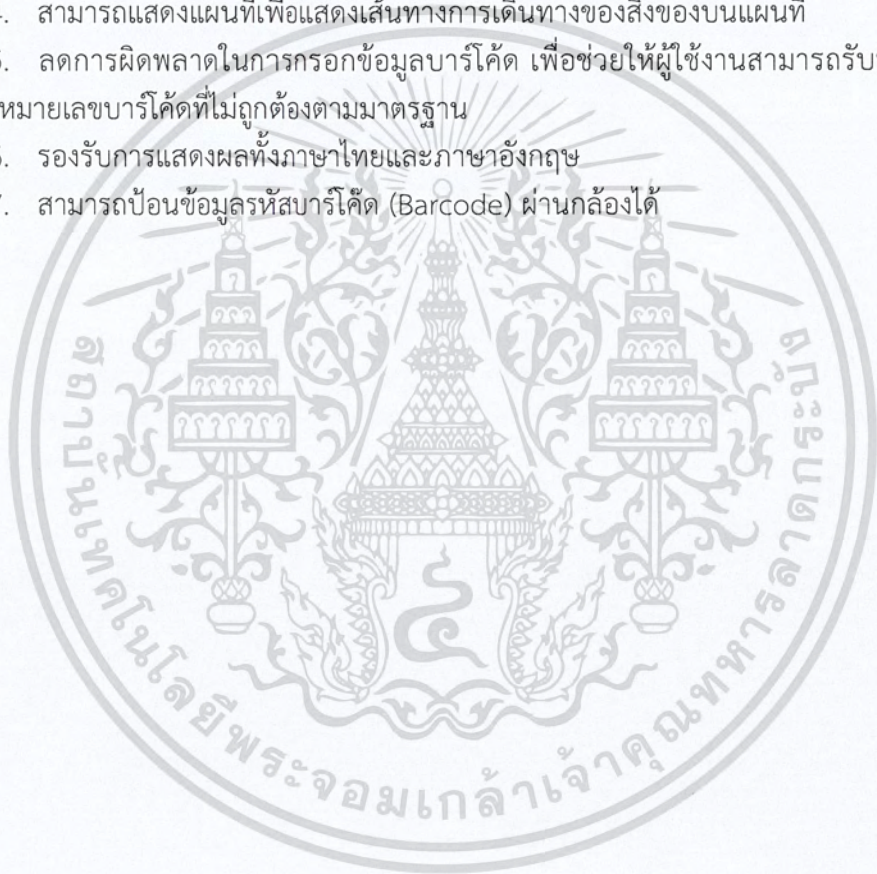 สามารถแสดงแผนที่เพื่อแสดงเส้นทางการเดินทางของสิ่งของบนแผนที่
ลดการผิดพลาดในการกรอกข้อมูลบาร์โค้ด เพื่อช่วยให้ผู้ใช้งานสามารถรับ
หมายเลขบาร์โค้ดที่ไม่ถูกต้องตามมาตรฐาน
รองรับการแสดงผลทั้งภาษาไทยและภาษาอังกฤษ
7. สามารถป้อนข้อมูลรหัสบาร์โค๊ด (Barcode) ผ่านกล้องได้
สถาบันเทคโนโลยีพระจอมเกล้าเจ้าคุณทหารลาดกระบัง